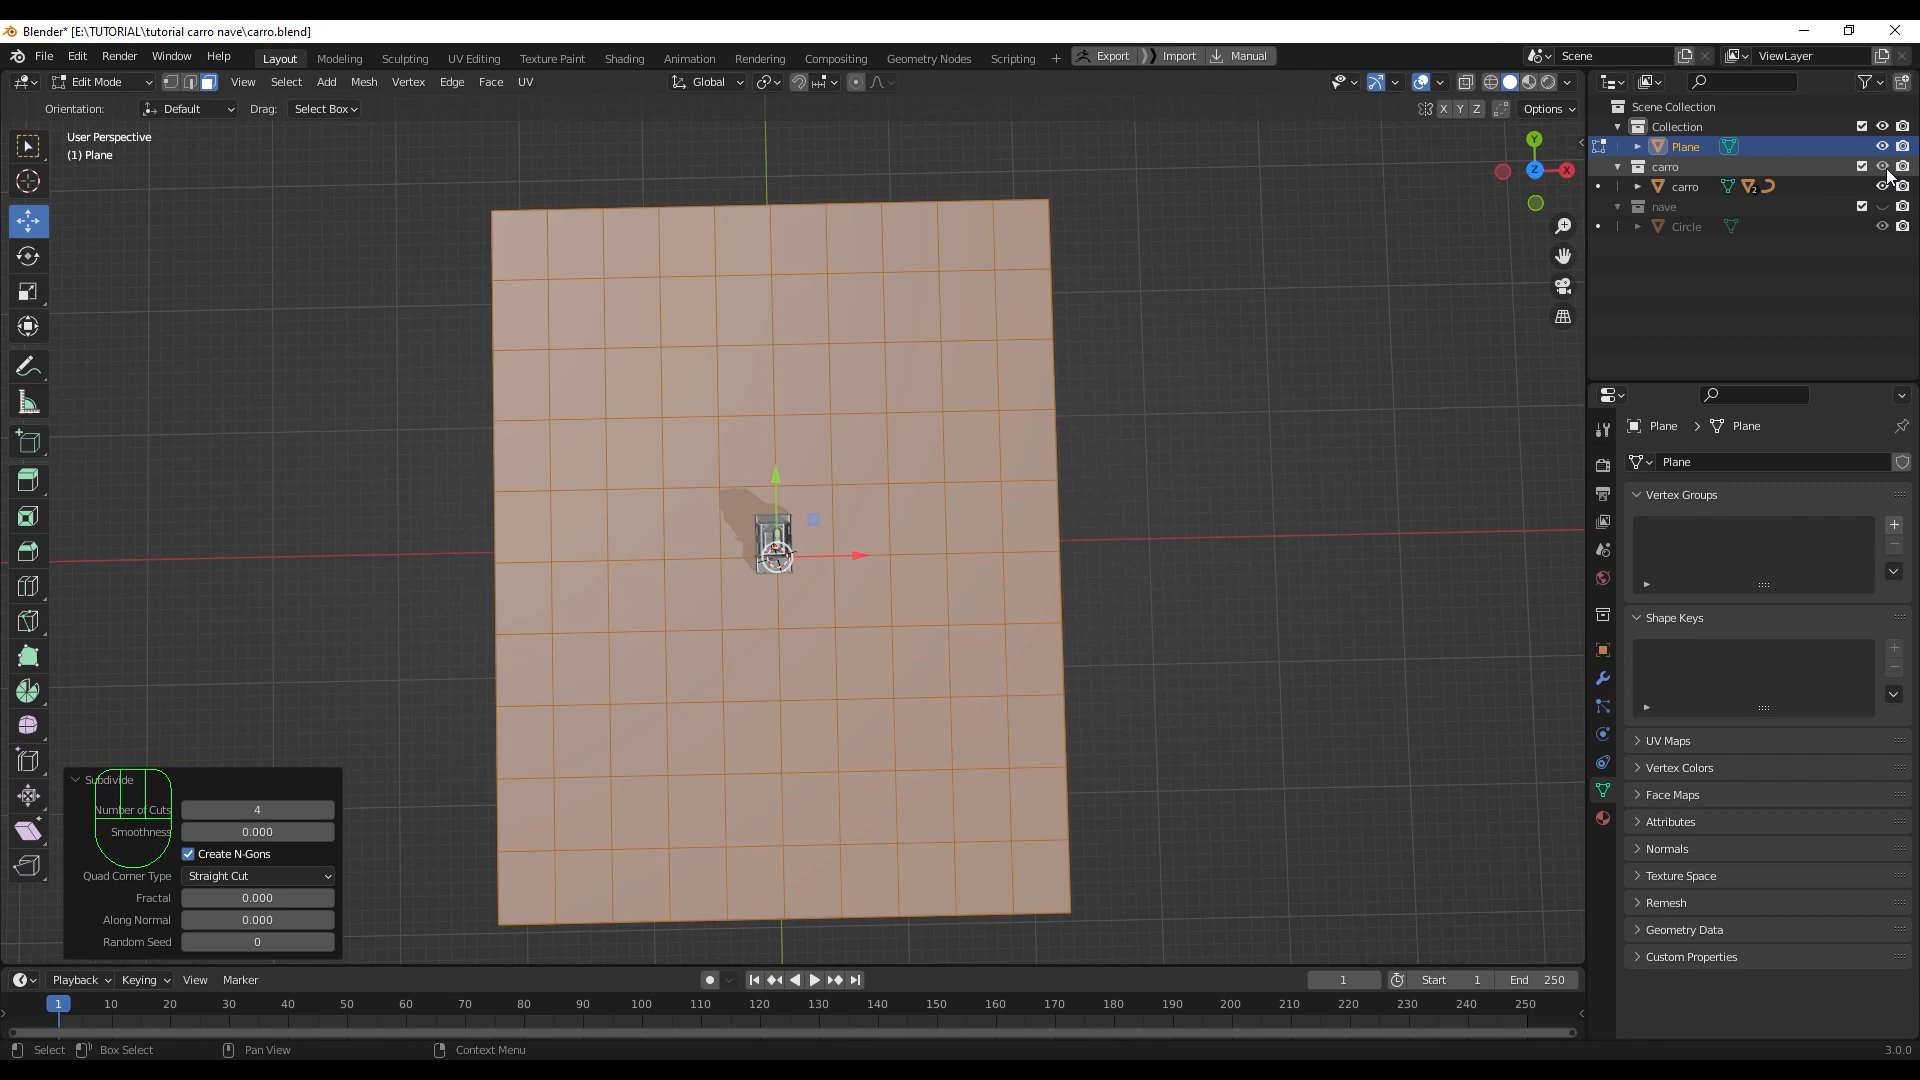 Blender* [E:\TUTORIAL\tutorial carro nave\carro.blend]
File Edit Render Window Help Layout Modeling Sculpting UV Editing Texture Paint Shading Animation Rendering Compositing Geometry Nodes Scripting + Export Import Manual Scene ViewLayer
Edit Mode View Select Add Mesh Vertex Edge Face UV Global
Orientation: Default Drag: Select Box X Y Z Options
User Perspective
(1) Plane
Y
Z X
Scene Collection
Collection
Plane
carro
carro 2
nave
Circle
Plane > Plane
Plane
Vertex Groups
Shape Keys
UV Maps
Vertex Colors
Face Maps
Attributes
Normals
Texture Space
Remesh
Geometry Data
Custom Properties
Subdivide
Number of Cuts 4
Smoothness 0.000
Create N-Gons
Quad Corner Type Straight Cut
Fractal 0.000
Along Normal 0.000
Random Seed 0
Playback Keying View Marker 1 Start 1 End 250
1 10 20 30 40 50 60 70 80 90 100 110 120 130 140 150 160 170 180 190 200 210 220 230 240 250
Select Box Select Pan View Context Menu 3.0.0